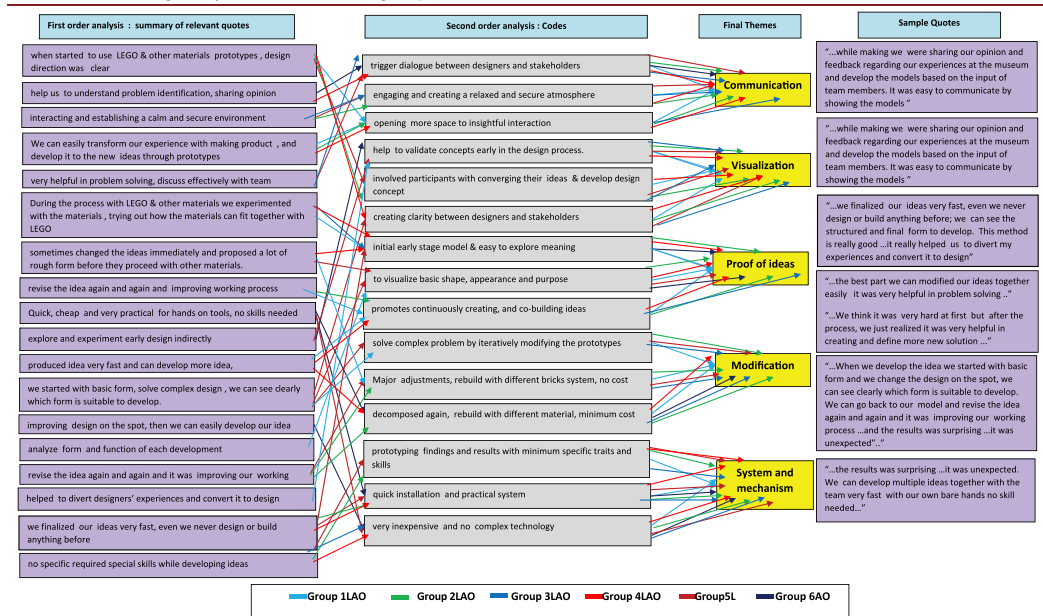 First order analysis : summary of relevant quotes
when started to use LEGO & other materials prototypes , design
direction was clear
help us to understand problem identification, sharing opinion
interacting and establishing a calm and secure environment
We can easily transform our experience with making product , and
develop it to the new ideas through prototypes
very helpful in problem solving, discuss effectively with team
During the process with LEGO & other materials we experimented
with the materials , trying out how the materials can fit together with
LEGO
sometimes changed the ideas immediately and proposed a lot of
rough form before they proceed with other materials.
revise the idea again and again and improving working process
Quick, cheap and very practical for hands on tools, no skills needed
explore and experiment early design indirectly
produced idea very fast and can develop more idea,
we started with basic form, solve complex design , we can see clearly
which form is suitable to develop.
improving design on the spot, then we can easily develop our idea
analyze form and function of each development
revise the idea again and again and it was improving our working
helped to divert designers' experiences and convert it to design
we finalized our ideas very fast, even we never design or build
anything before
no specific required special skills while developing ideas
Second order analysis : Codes
trigger dialogue between designers and stakeholders
engaging and creating a relaxed and secure atmosphere
opening more space to insightful interaction
help to validate concepts early in the design process.
involved participants with converging their ideas & develop design
concept
creating clarity between designers and stakeholders
initial early stage model & easy to explore meaning
to visualize basic shape, appearance and purpose
promotes continuously creating, and co-building ideas
solve complex problem by iteratively modifying the prototypes
Major adjustments, rebuild with different bricks system, no cost
decomposed again, rebuild with different material, minimum cost
prototyping findings and results with minimum specific traits and
skills
quick installation and practical system
very inexpensive and no complex technology
Final Themes
Communication
Visualization
Proof of ideas
Modification
System and
mechanism
Sample Quotes
"...while making we were sharing our opinion and
feedback regarding our experiences at the museum
and develop the models based on the input of
team members. It was easy to communicate by
showing the models "
"...while making we were sharing our opinion and
feedback regarding our experiences at the museum
and develop the models based on the input of
team members. It was easy to communicate by
showing the models "
"...we finalized our ideas very fast, even we never
design or build anything before; we can see the
structured and final form to develop. This method
is really good ...it really helped us to divert my
experiences and convert it to design"
"...the best part we can modified our ideas together
easily it was very helpful in problem solving .."
"...We think it was very hard at first but after the
process, we just realized it was very helpful in
creating and define more new solution ..."
"...When we develop the idea we started with basic
form and we change the design on the spot, we
can see clearly which form is suitable to develop.
We can go back to our model and revise the idea
again and again and it was improving our working
process ...and the results was surprising ...it was
unexpected".."
"...the results was surprising ...it was unexpected.
We can develop multiple ideas together with the
team very fast with our own bare hands no skill
needed..."
Group 1LAO
Group 2LAO
Group 3LAO
Group 4LAO
Group5L
Group 6AO